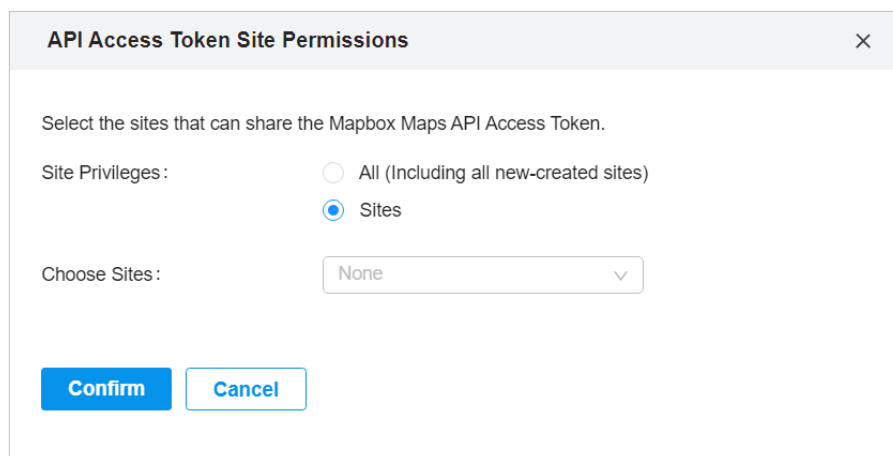 API Access Token Site Permissions
Select the sites that can share the Mapbox Maps API Access Token.
Site Privileges:
All (Including all new-created sites)
Sites
Choose Sites:
None
Confirm
Cancel